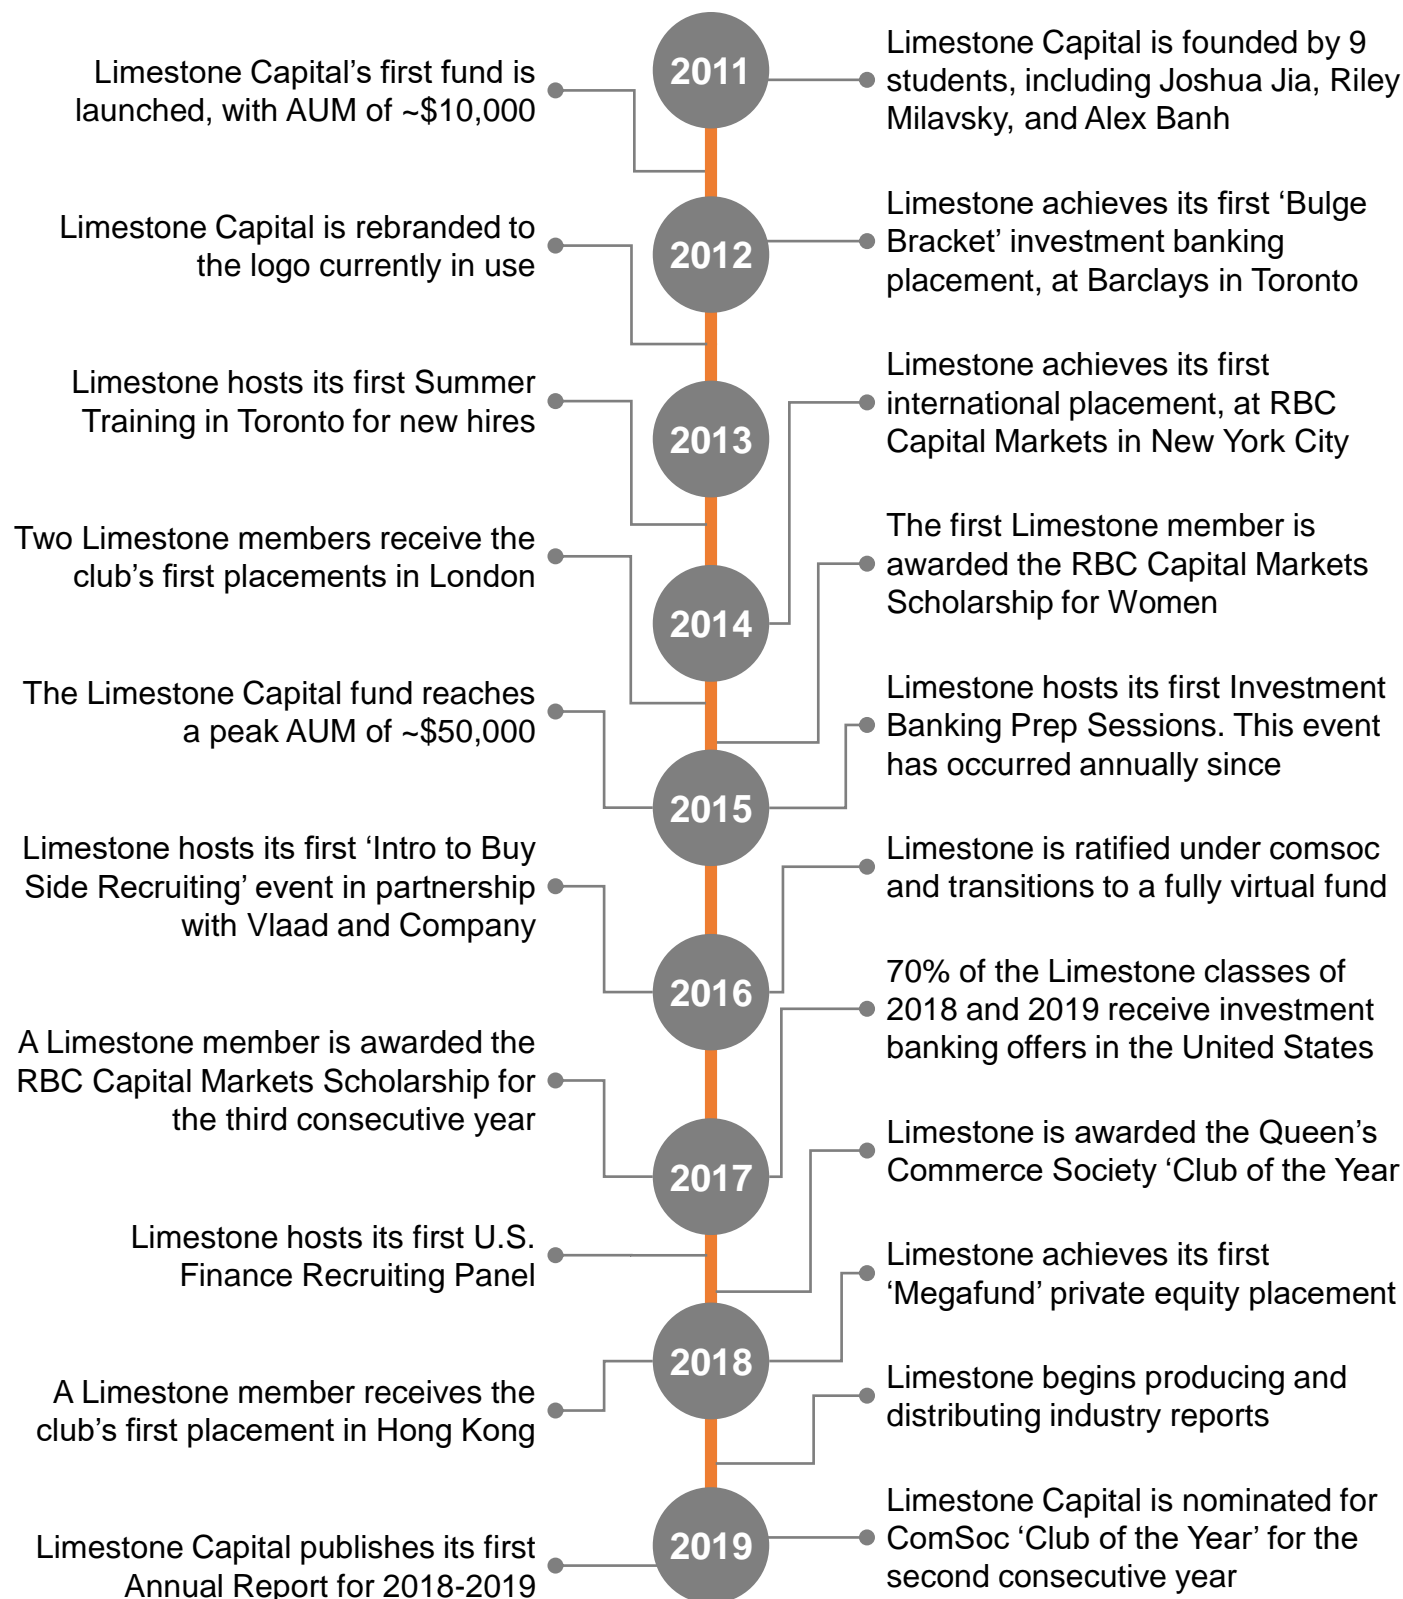 2011
Limestone Capital is founded by 9
students, including Joshua Jia, Riley
Milavsky, and Alex Banh
Limestone Capital’s first fund is
launched, with AUM of ~$10,000
2012
Limestone achieves its first ‘Bulge
Bracket’ investment banking
placement, at Barclays in Toronto
Limestone Capital is rebranded to
the logo currently in use
2013
Limestone hosts its first Summer
Training in Toronto for new hires
2014
Limestone achieves its first
international placement, at RBC
Capital Markets in New York City
Two Limestone members receive the
club’s first placements in London
The first Limestone member is
awarded the RBC Capital Markets
Scholarship for Women
2015
The Limestone Capital fund reaches
a peak AUM of ~$50,000
Limestone hosts its first Investment
Banking Prep Sessions. This event
has occurred annually since
2016
Limestone hosts its first ‘Intro to Buy
Side Recruiting’ event in partnership
with Vlaad and Company
Limestone is ratified under comsoc
and transitions to a fully virtual fund
2017
A Limestone member is awarded the
RBC Capital Markets Scholarship for
the third consecutive year
70% of the Limestone classes of
2018 and 2019 receive investment
banking offers in the United States
Limestone hosts its first U.S.
Finance Recruiting Panel
Limestone is awarded the Queen’s
Commerce Society ‘Club of the Year
2018
A Limestone member receives the
club’s first placement in Hong Kong
Limestone achieves its first
‘Megafund’ private equity placement
Limestone begins producing and
distributing industry reports
2019
Limestone Capital publishes its first
Annual Report for 2018-2019
Limestone Capital is nominated for
ComSoc ‘Club of the Year’ for the
second consecutive year